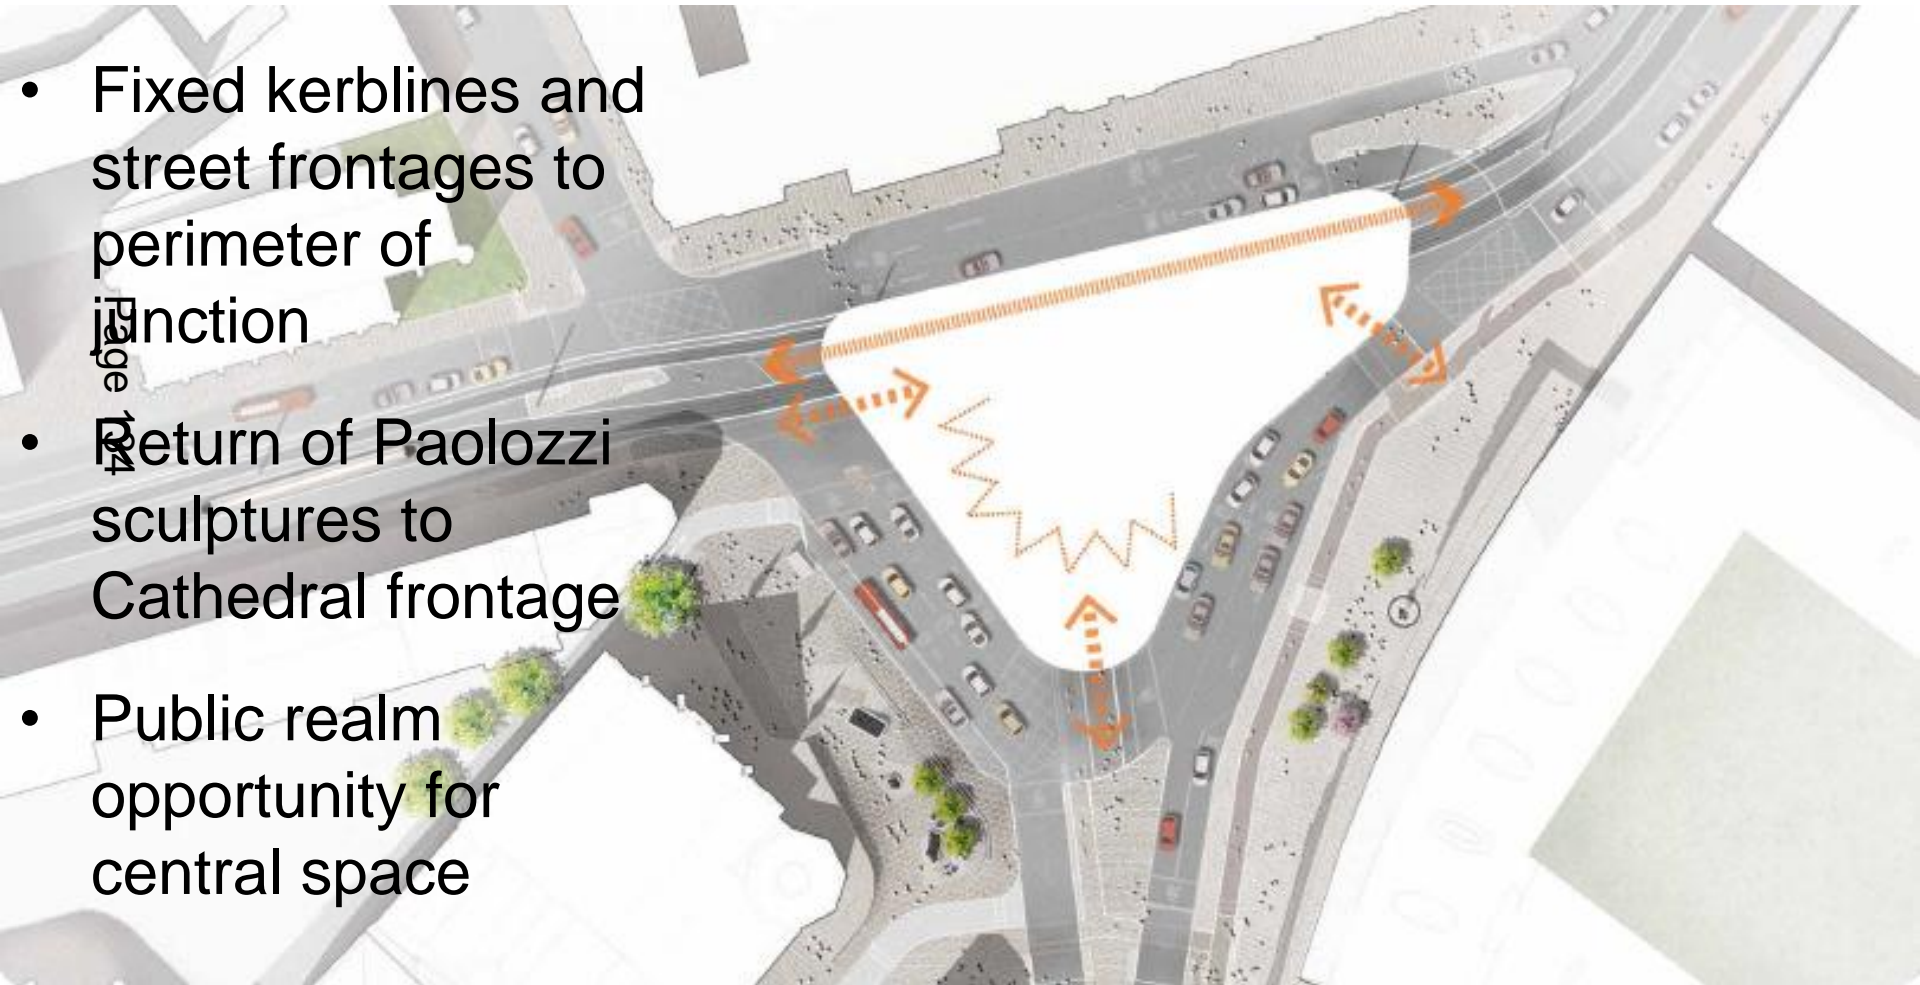 • Fixed kerblines and
street frontages to
perimeter of
junction
• Return of Paolozzi
sculptures to
Cathedral frontage
• Public realm
opportunity for
central space
Page